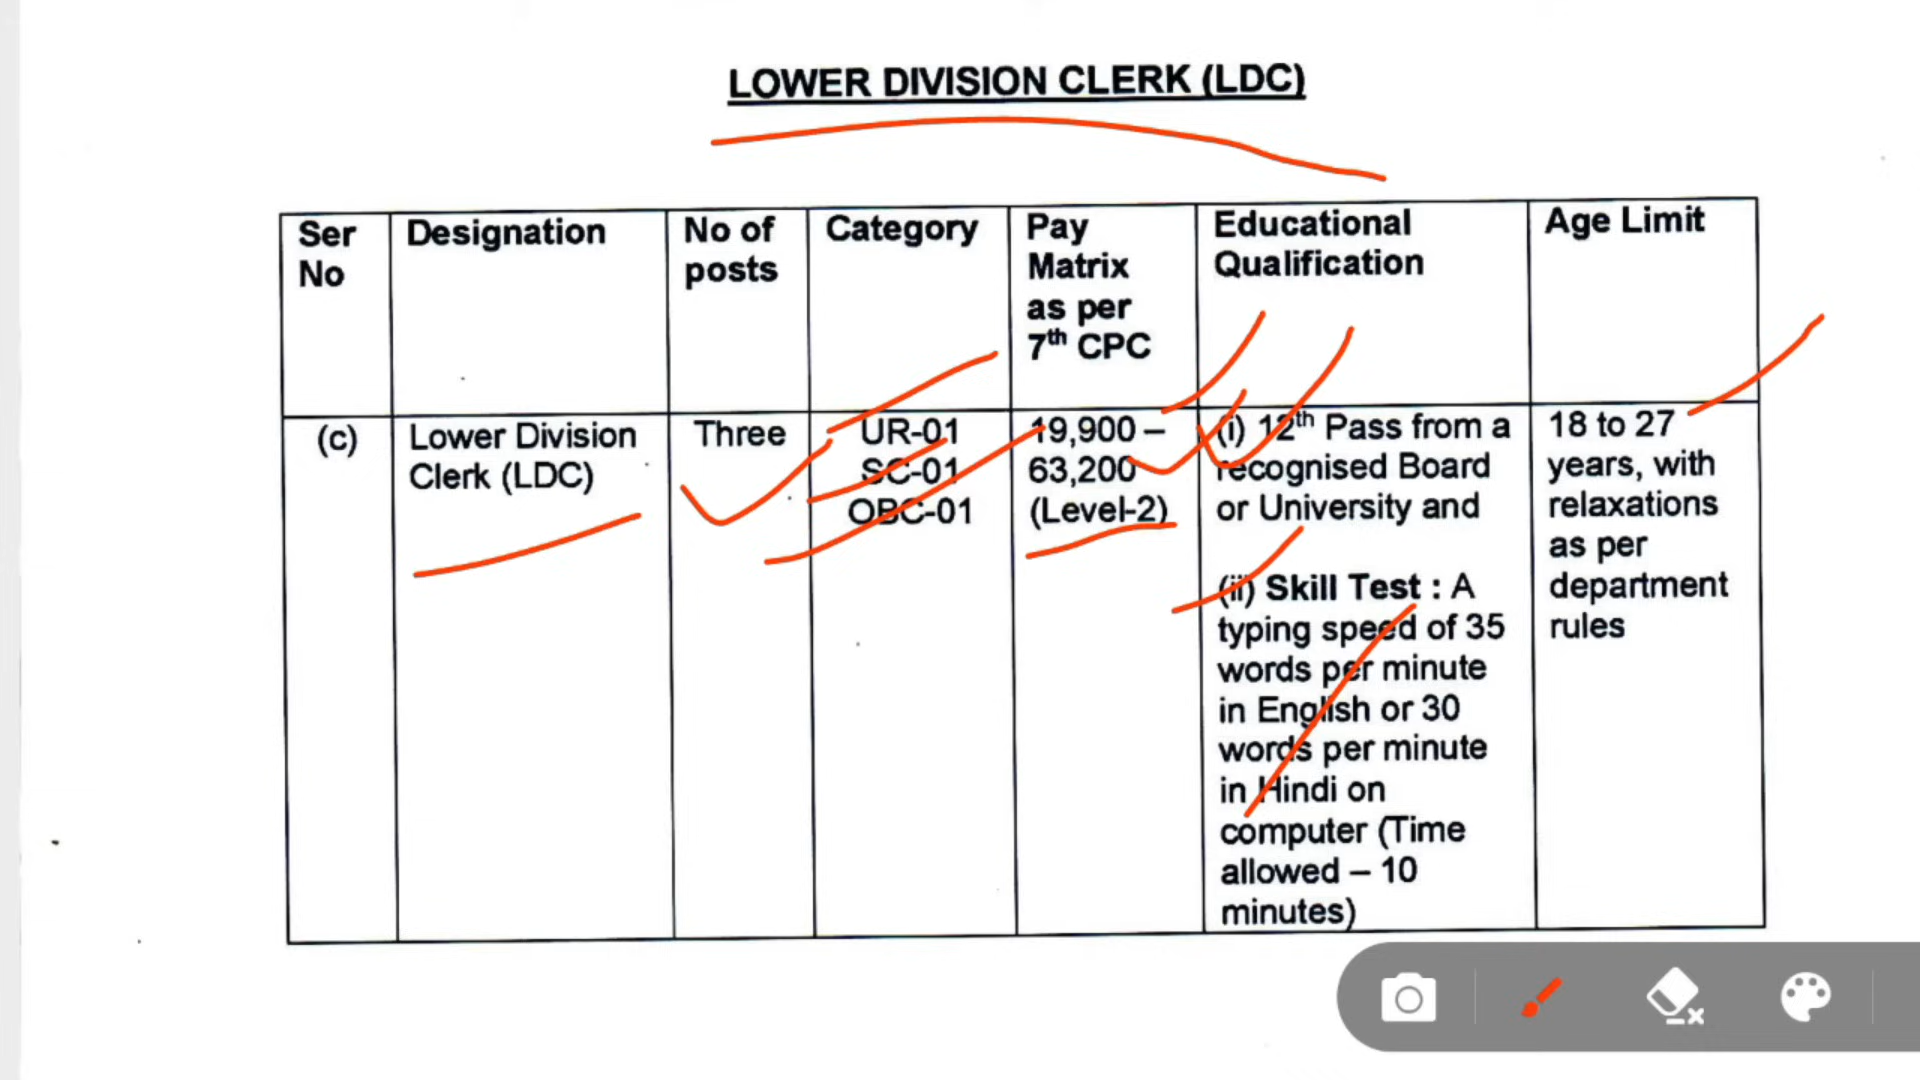 LOWER DIVISION CLERK (LDC)
Ser No
Designation
No of posts
Category
Pay Matrix as per 7th CPC
Educational Qualification
Age Limit
(c)
Lower Division
Clerk (LDC)
Three
UR-01
SC-01
OBC-01
19,900 –
63,200
(Level-2)
(i) 12th Pass from a
recognised Board
or University and
(ii) Skill Test : A
typing speed of 35
words per minute
in English or 30
words per minute
in Hindi on
computer (Time
allowed – 10
minutes)
18 to 27
years, with
relaxations
as per
department
rules